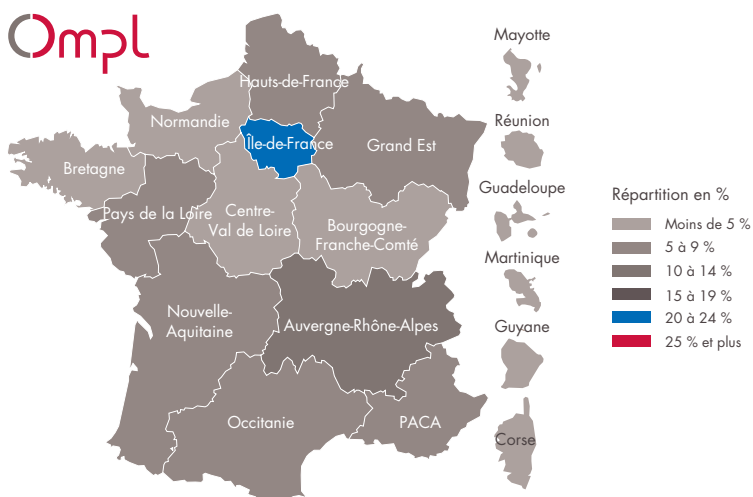 Ompl
Hauts-de-France
Normandie
Île-de-France
Grand Est
Bretagne
Pays de la Loire
Centre-
Val de Loire
Bourgogne-
Franche-Comté
Nouvelle-
Aquitaine
Auvergne-Rhône-Alpes
Occitanie
PACA
Mayotte
Réunion
Guadeloupe
Martinique
Guyane
Corse
Répartition en %
Moins de 5 %
5 à 9 %
10 à 14 %
15 à 19 %
20 à 24 %
25 % et plus